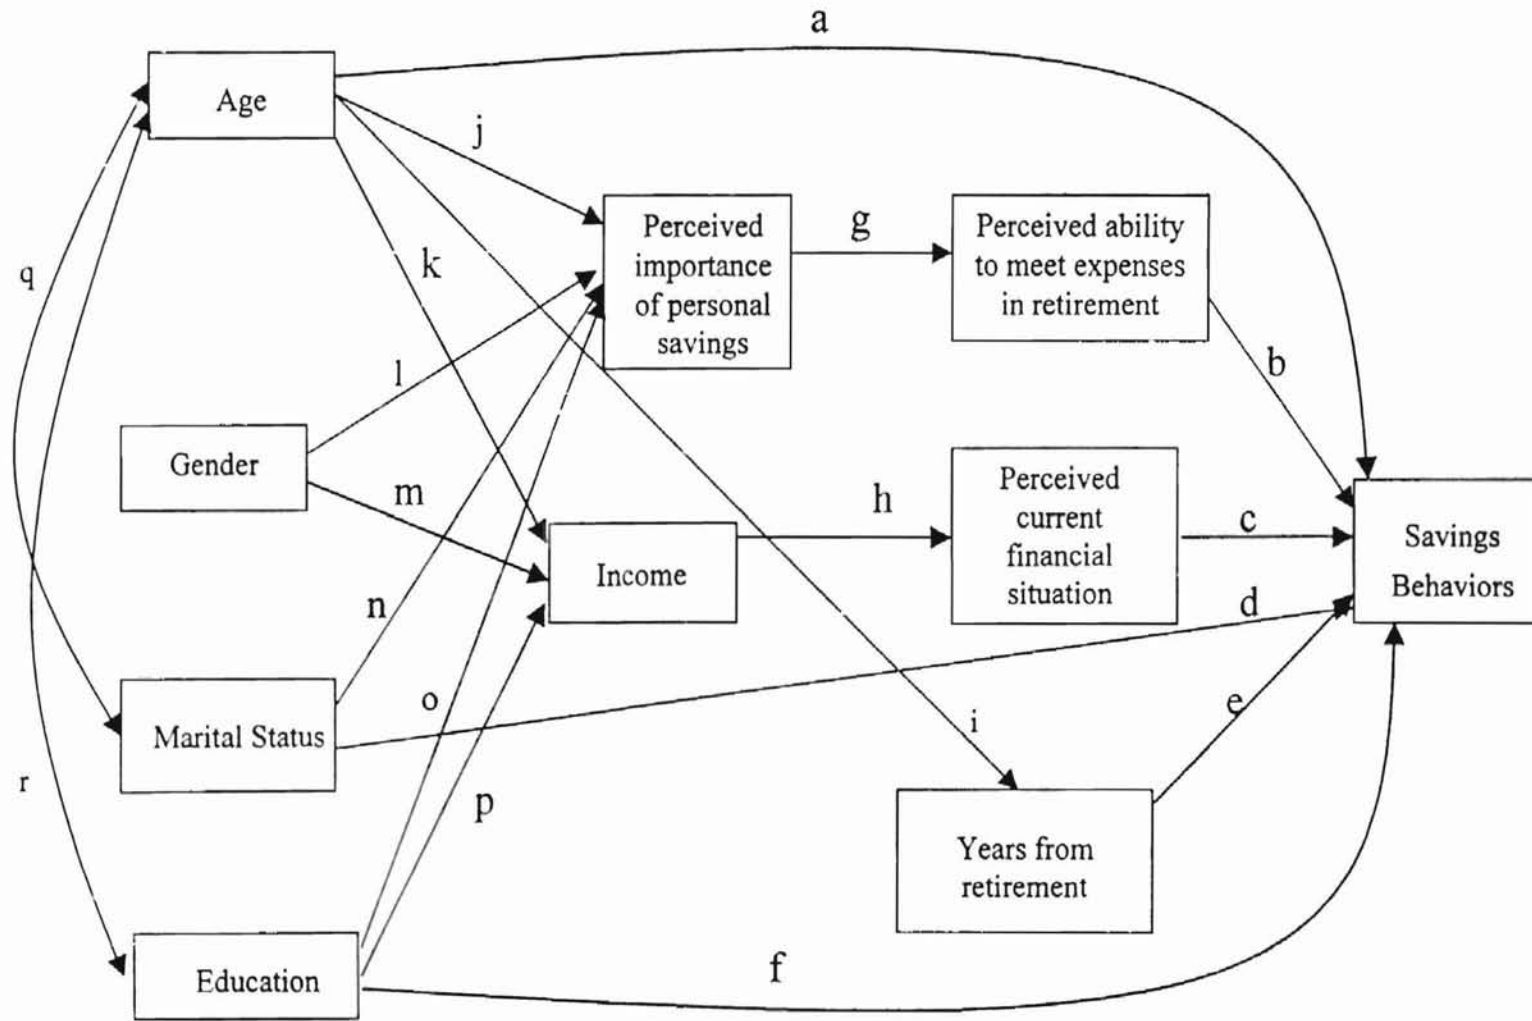 a
Age
j
Perceived
importance
of personal
savings
g
Perceived ability
to meet expenses
in retirement
k
q
l
b
Gender
m
h
Perceived
current
financial
situation
c
Savings
Behaviors
Income
n
d
o
Marital Status
i
e
r
p
Years from
retirement
Education
f